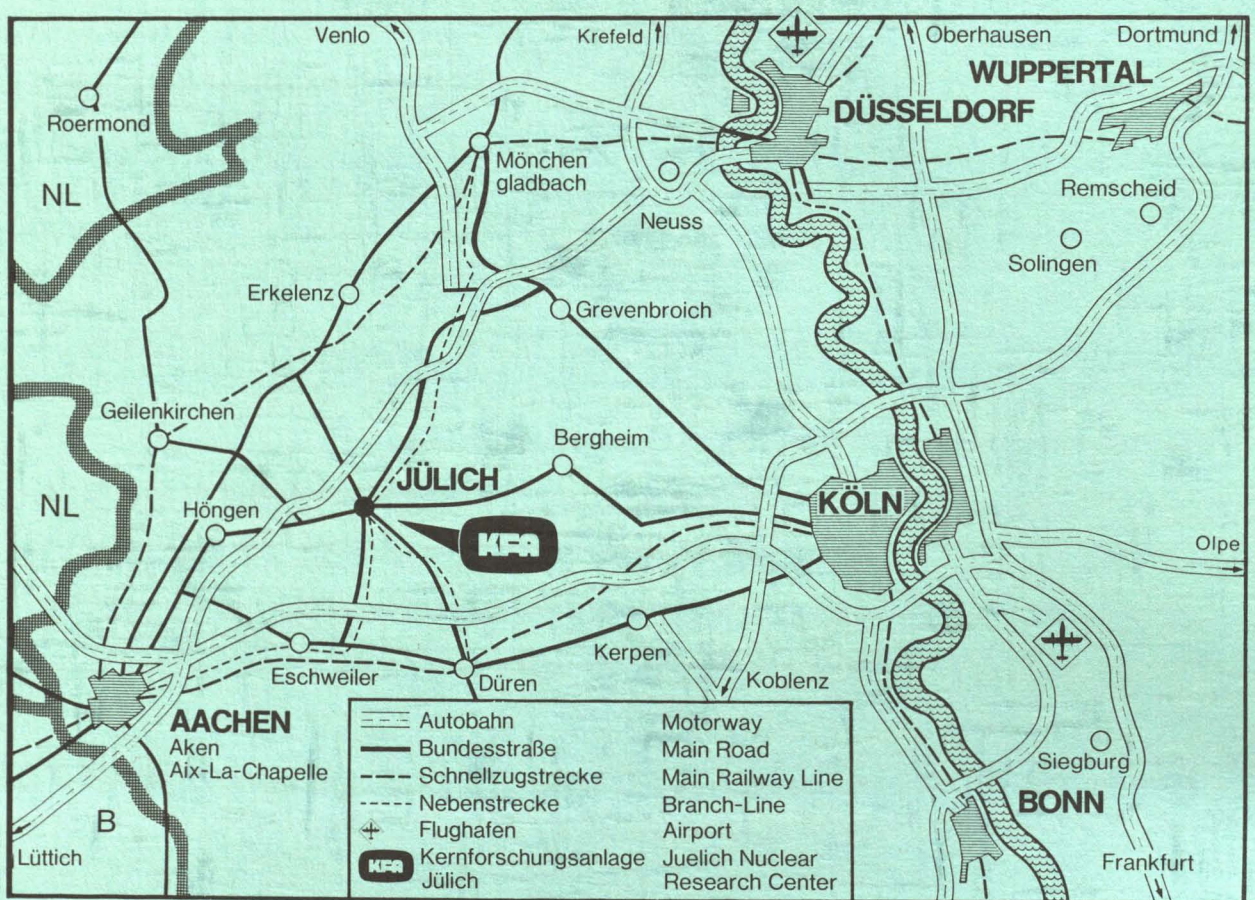 Venlo
Krefeld
Oberhausen
Dortmund
WUPPERTAL
DÜSSELDORF
Roermond
Mönchen
gladbach
NL
Neuss
Remscheid
Solingen
Erkelenz
Grevenbroich
Geilenkirchen
Bergheim
JÜLICH
KÖLN
NL
Höngen
KFA
Olpe
Kerpen
Eschweiler
Düren
Koblenz
AACHEN
Aken
Aix-La-Chapelle
Siegburg
BONN
B
Lüttich
Frankfurt
Autobahn Motorway
Bundesstraße Main Road
Schnellzugstrecke Main Railway Line
Nebenstrecke Branch-Line
Flughafen Airport
KFA Kernforschungsanlage Juelich Nuclear
Jülich Research Center